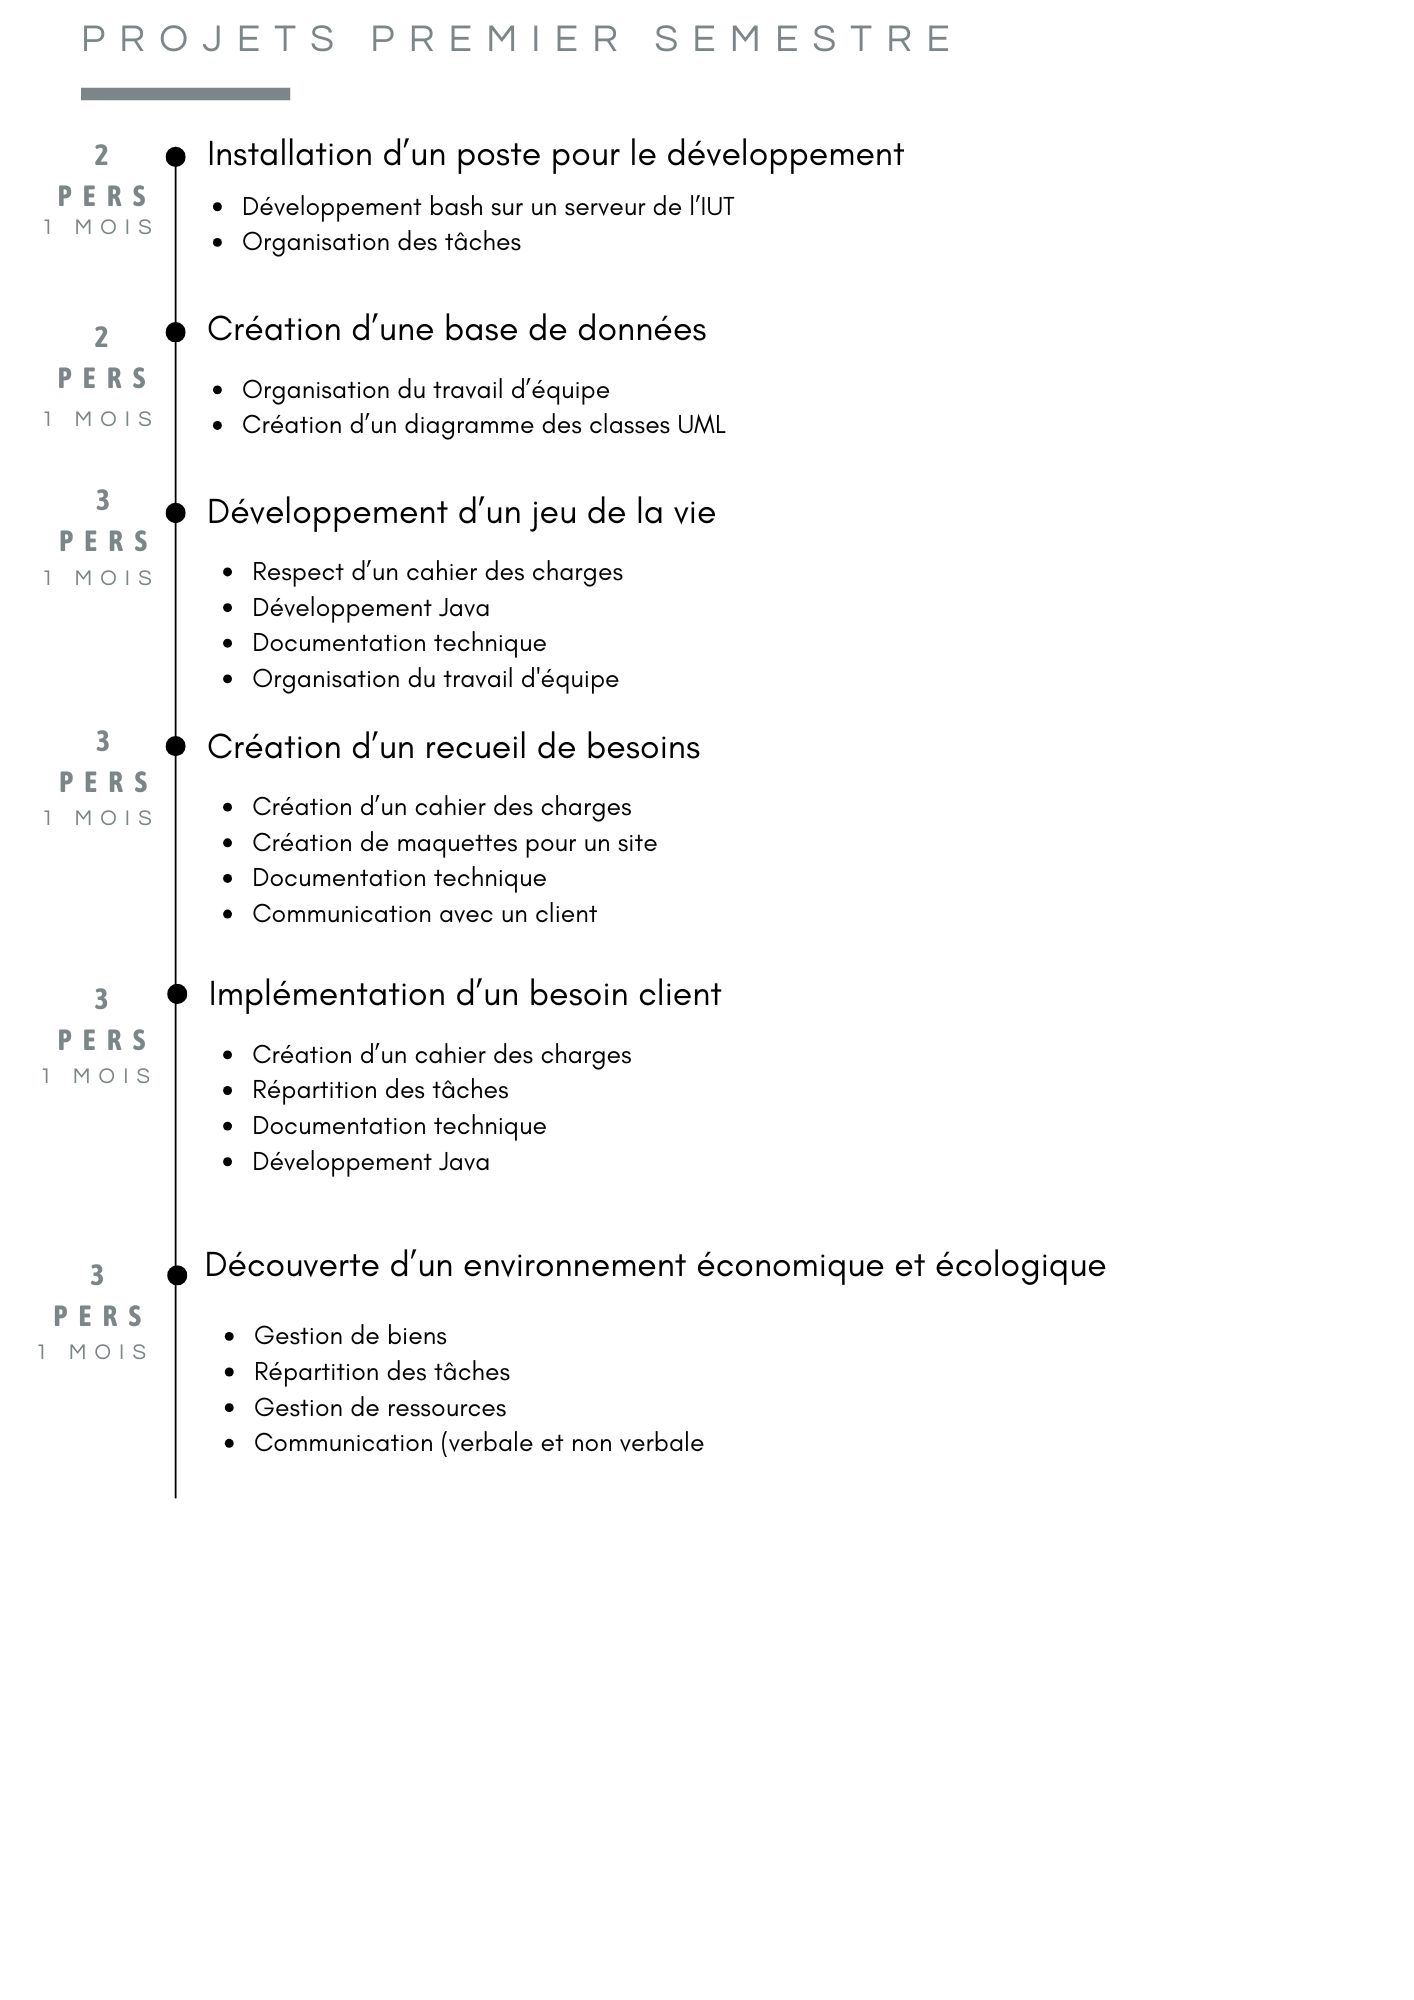 PROJETS PREMIER SEMESTRE
2
PERS
1 MOIS
Installation d’un poste pour le développement
• Développement bash sur un serveur de l’IUT
• Organisation des tâches
2
PERS
1 MOIS
Création d’une base de données
• Organisation du travail d’équipe
• Création d’un diagramme des classes UML
3
PERS
1 MOIS
Développement d’un jeu de la vie
• Respect d’un cahier des charges
• Développement Java
• Documentation technique
• Organisation du travail d'équipe
3
PERS
1 MOIS
Création d’un recueil de besoins
• Création d’un cahier des charges
• Création de maquettes pour un site
• Documentation technique
• Communication avec un client
3
PERS
1 MOIS
Implémentation d’un besoin client
• Création d’un cahier des charges
• Répartition des tâches
• Documentation technique
• Développement Java
3
PERS
1 MOIS
Découverte d’un environnement économique et écologique
• Gestion de biens
• Répartition des tâches
• Gestion de ressources
• Communication (verbale et non verbale